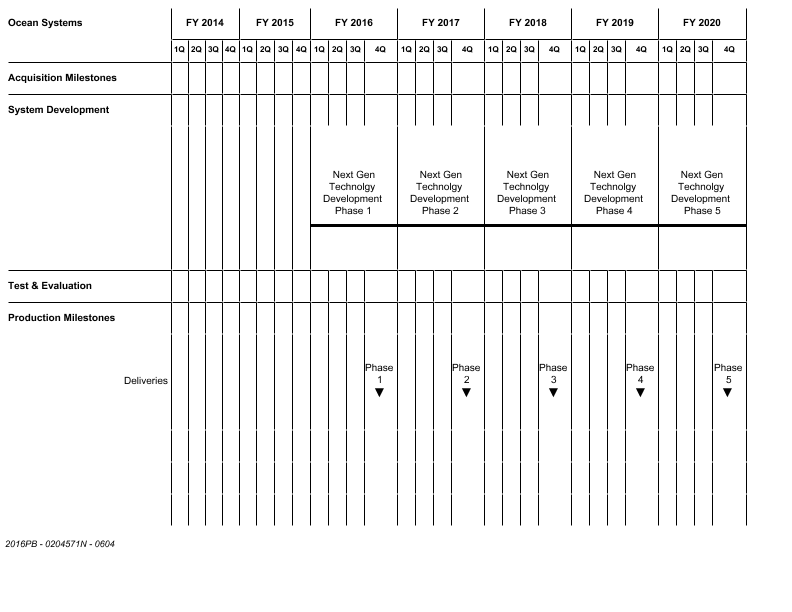 Ocean Systems FY 2014 FY 2015 FY 2016 FY 2017 FY 2018 FY 2019 FY 2020
1Q 2Q 3Q 4Q 1Q 2Q 3Q 4Q 1Q 2Q 3Q 4Q 1Q 2Q 3Q 4Q 1Q 2Q 3Q 4Q 1Q 2Q 3Q 4Q 1Q 2Q 3Q 4Q
Acquisition Milestones
System Development
Next Gen Next Gen Next Gen Next Gen Next Gen
Technolgy Technolgy Technolgy Technolgy Technolgy
Development Development Development Development Development
Phase 1 Phase 2 Phase 3 Phase 4 Phase 5
Test & Evaluation
Production Milestones
Phase Phase Phase Phase Phase
Deliveries 1 2 3 4 5
2016PB - 0204571N - 0604